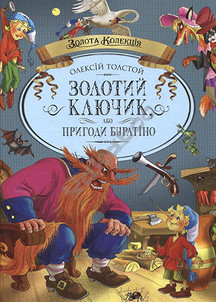 Золота Колекція
ОЛЕКСІЙ ТОЛСТОЙ
ЗОЛОТИЙ
КЛЮЧИК
АБО
ПРИГОДИ БУРАТІНО